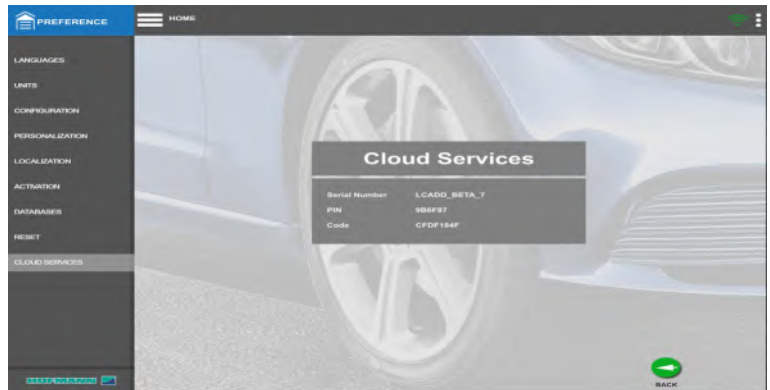 PREFERENCE
HOME
LANGUAGES
UNITS
CONFIGURATION
PERSONALIZATION
LOCALIZATION
ACTIVATION
DATABASES
RESET
CLOUD SERVICES
Cloud Services
Serial Number LCADD_BETA_7
PIN 9B6F87
Code CFDF184F
HOFMANN
BACK